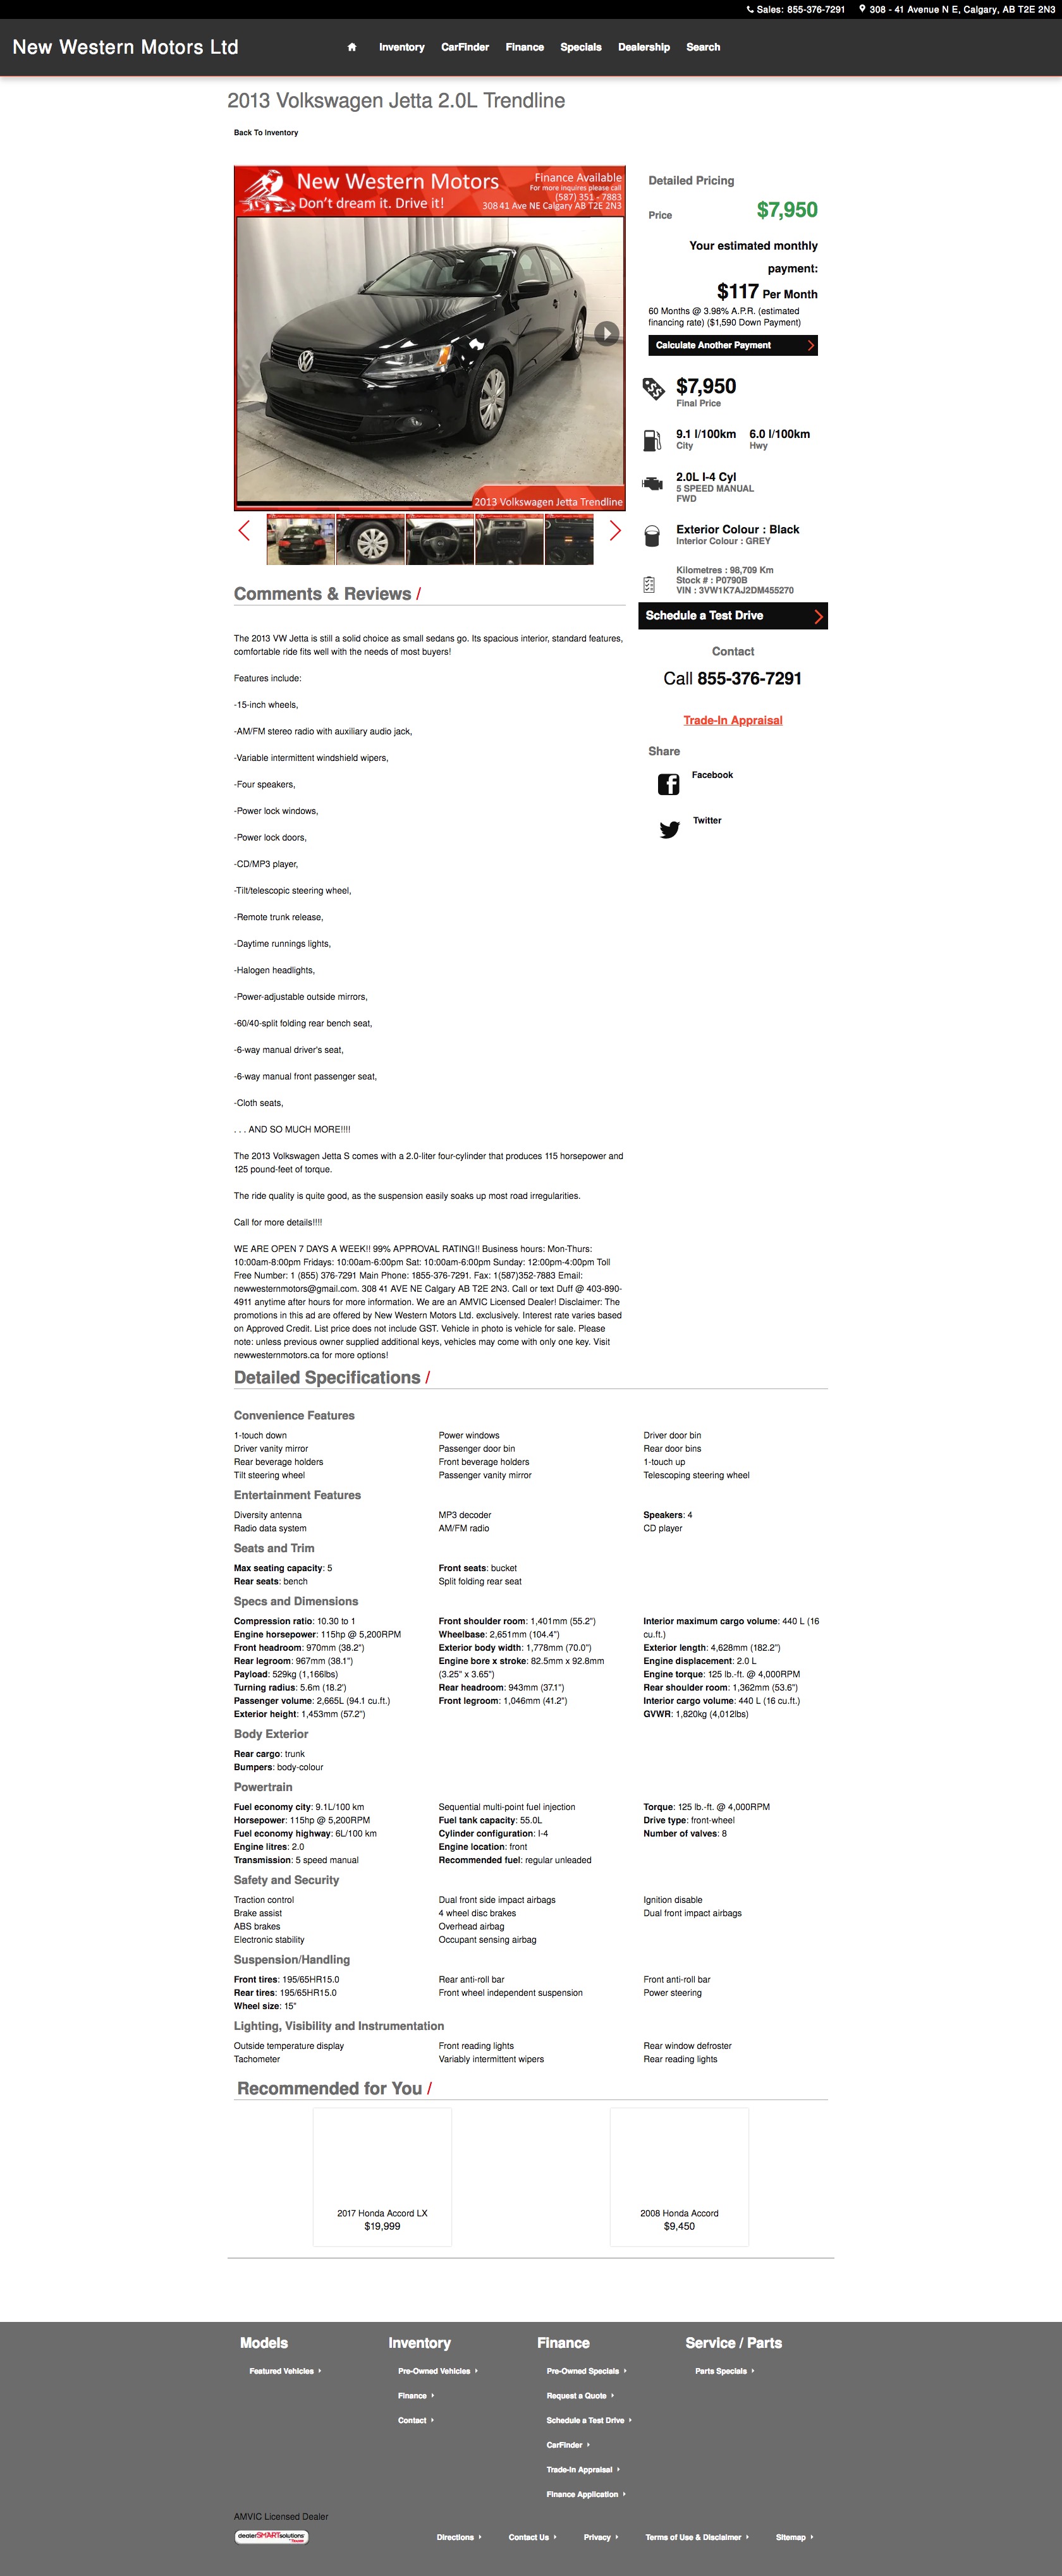 Sales: 855-376-7291 308 - 41 Avenue N E, Calgary, AB T2E 2N3
New Western Motors Ltd
Inventory CarFinder Finance Specials Dealership Search
2013 Volkswagen Jetta 2.0L Trendline
Back To Inventory
New Western Motors
Don't dream it. Drive it!
Finance Available
For more inquires please call
(587) 351 - 7883
308 41 Ave NE Calgary AB T2E 2N3
2013 Volkswagen Jetta Trendline
Detailed Pricing
Price $7,950
Your estimated monthly
payment:
$117 Per Month
60 Months @ 3.98% A.P.R. (estimated
financing rate) ($1,590 Down Payment)
Calculate Another Payment
$7,950
Final Price
9.1 l/100km 6.0 l/100km
City Hwy
2.0L I-4 Cyl
5 SPEED MANUAL
FWD
Exterior Colour : Black
Interior Colour : GREY
Kilometres : 98,709 Km
Stock # : P0790B
VIN : 3VW1K7AJ2DM455270
Schedule a Test Drive
Contact
Call 855-376-7291
Trade-In Appraisal
Share
Facebook
Twitter
Comments & Reviews /
The 2013 VW Jetta is still a solid choice as small sedans go. Its spacious interior, standard features,
comfortable ride fits well with the needs of most buyers!
Features include:
-15-inch wheels,
-AM/FM stereo radio with auxiliary audio jack,
-Variable intermittent windshield wipers,
-Four speakers,
-Power lock windows,
-Power lock doors,
-CD/MP3 player,
-Tilt/telescopic steering wheel,
-Remote trunk release,
-Daytime runnings lights,
-Halogen headlights,
-Power-adjustable outside mirrors,
-60/40-split folding rear bench seat,
-6-way manual driver's seat,
-6-way manual front passenger seat,
-Cloth seats,
. . . AND SO MUCH MORE!!!!
The 2013 Volkswagen Jetta S comes with a 2.0-liter four-cylinder that produces 115 horsepower and
125 pound-feet of torque.
The ride quality is quite good, as the suspension easily soaks up most road irregularities.
Call for more details!!!!
WE ARE OPEN 7 DAYS A WEEK!! 99% APPROVAL RATING!! Business hours: Mon-Thurs:
10:00am-8:00pm Fridays: 10:00am-6:00pm Sat: 10:00am-6:00pm Sunday: 12:00pm-4:00pm Toll
Free Number: 1 (855) 376-7291 Main Phone: 1855-376-7291. Fax: 1(587)352-7883 Email:
newwesternmotors@gmail.com. 308 41 AVE NE Calgary AB T2E 2N3. Call or text Duff @ 403-890-
4911 anytime after hours for more information. We are an AMVIC Licensed Dealer! Disclaimer: The
promotions in this ad are offered by New Western Motors Ltd. exclusively. Interest rate varies based
on Approved Credit. List price does not include GST. Vehicle in photo is vehicle for sale. Please
note: unless previous owner supplied additional keys, vehicles may come with only one key. Visit
newwesternmotors.ca for more options!
Detailed Specifications /
Convenience Features
1-touch down Power windows Driver door bin
Driver vanity mirror Passenger door bin Rear door bins
Rear beverage holders Front beverage holders 1-touch up
Tilt steering wheel Passenger vanity mirror Telescoping steering wheel
Entertainment Features
Diversity antenna MP3 decoder Speakers: 4
Radio data system AM/FM radio CD player
Seats and Trim
Max seating capacity: 5 Front seats: bucket
Rear seats: bench Split folding rear seat
Specs and Dimensions
Compression ratio: 10.30 to 1 Front shoulder room: 1,401mm (55.2") Interior maximum cargo volume: 440 L (16
Engine horsepower: 115hp @ 5,200RPM Wheelbase: 2,651mm (104.4") cu.ft.)
Front headroom: 970mm (38.2") Exterior body width: 1,778mm (70.0") Exterior length: 4,628mm (182.2")
Rear legroom: 967mm (38.1") Engine bore x stroke: 82.5mm x 92.8mm Engine displacement: 2.0 L
Payload: 529kg (1,166lbs) (3.25" x 3.65") Engine torque: 125 lb.-ft. @ 4,000RPM
Turning radius: 5.6m (18.2') Rear headroom: 943mm (37.1") Rear shoulder room: 1,362mm (53.6")
Passenger volume: 2,665L (94.1 cu.ft.) Front legroom: 1,046mm (41.2") Interior cargo volume: 440 L (16 cu.ft.)
Exterior height: 1,453mm (57.2") GVWR: 1,820kg (4,012lbs)
Body Exterior
Rear cargo: trunk
Bumpers: body-colour
Powertrain
Fuel economy city: 9.1L/100 km Sequential multi-point fuel injection Torque: 125 lb.-ft. @ 4,000RPM
Horsepower: 115hp @ 5,200RPM Fuel tank capacity: 55.0L Drive type: front-wheel
Fuel economy highway: 6L/100 km Cylinder configuration: I-4 Number of valves: 8
Engine litres: 2.0 Engine location: front
Transmission: 5 speed manual Recommended fuel: regular unleaded
Safety and Security
Traction control Dual front side impact airbags Ignition disable
Brake assist 4 wheel disc brakes Dual front impact airbags
ABS brakes Overhead airbag
Electronic stability Occupant sensing airbag
Suspension/Handling
Front tires: 195/65HR15.0 Rear anti-roll bar Front anti-roll bar
Rear tires: 195/65HR15.0 Front wheel independent suspension Power steering
Wheel size: 15"
Lighting, Visibility and Instrumentation
Outside temperature display Front reading lights Rear window defroster
Tachometer Variably intermittent wipers Rear reading lights
Recommended for You /
2017 Honda Accord LX 2008 Honda Accord
$19,999 $9,450
Models Inventory Finance Service / Parts
Featured Vehicles Pre-Owned Vehicles Pre-Owned Specials Parts Specials
Finance Request a Quote
Contact Schedule a Test Drive
CarFinder
Trade-In Appraisal
Finance Application
AMVIC Licensed Dealer
dealerSMARTsolutions
Directions Contact Us Privacy Terms of Use & Disclaimer Sitemap